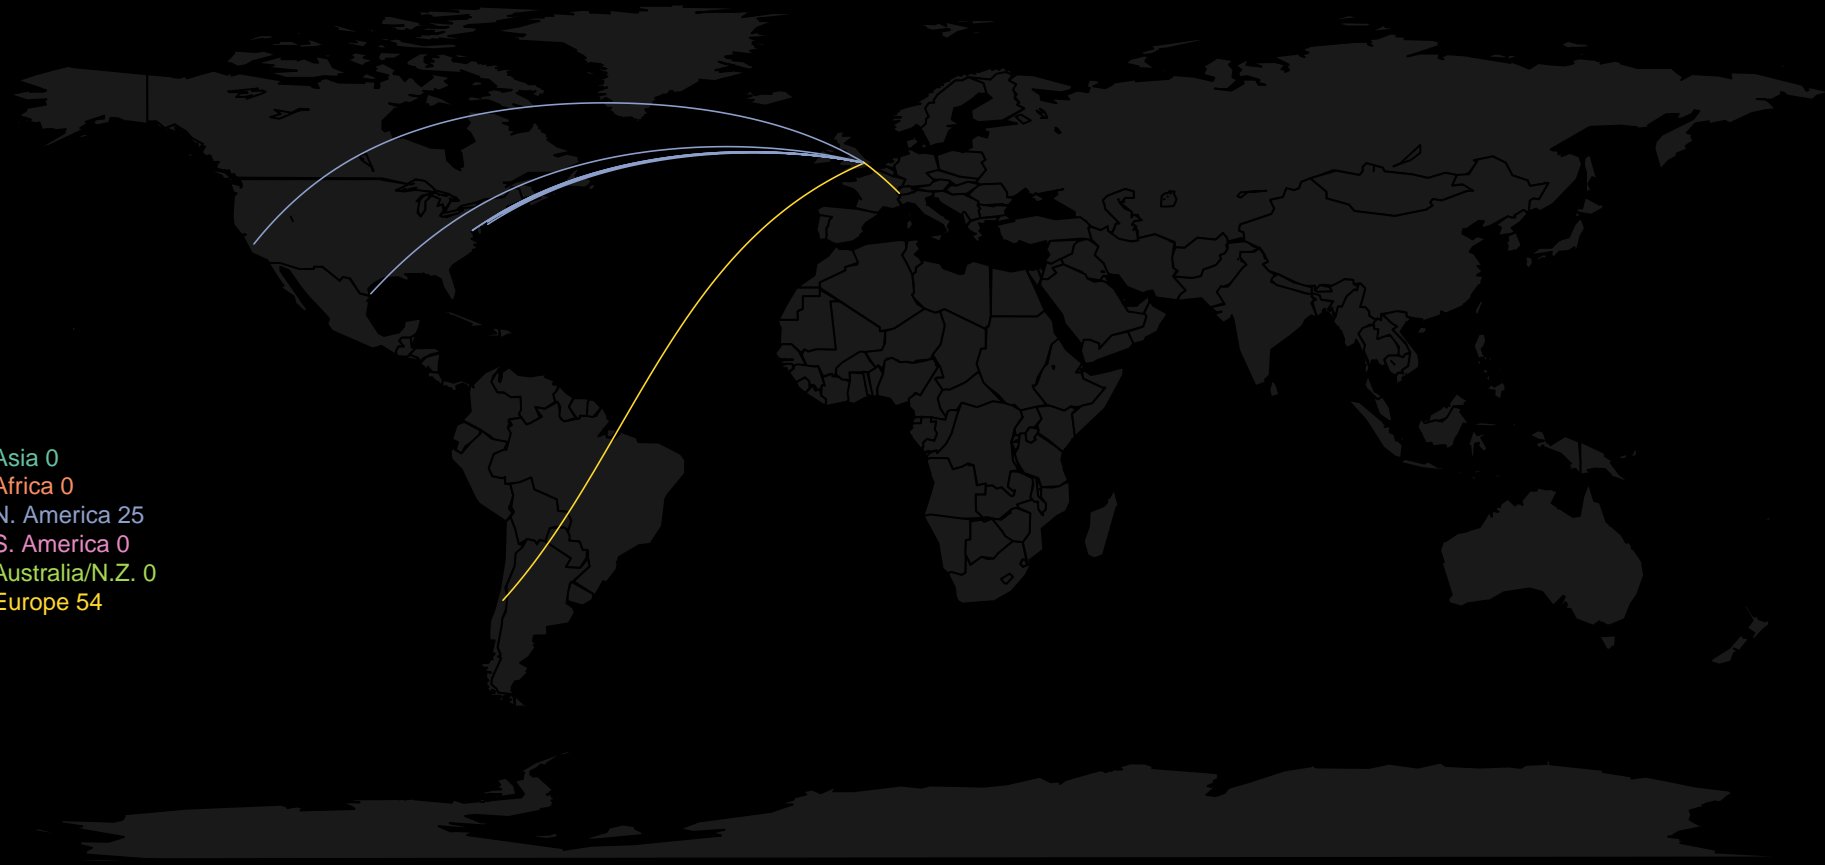 Asia 0
Africa 0
N. America 25
S. America 0
Australia/N.Z. 0
Europe 54